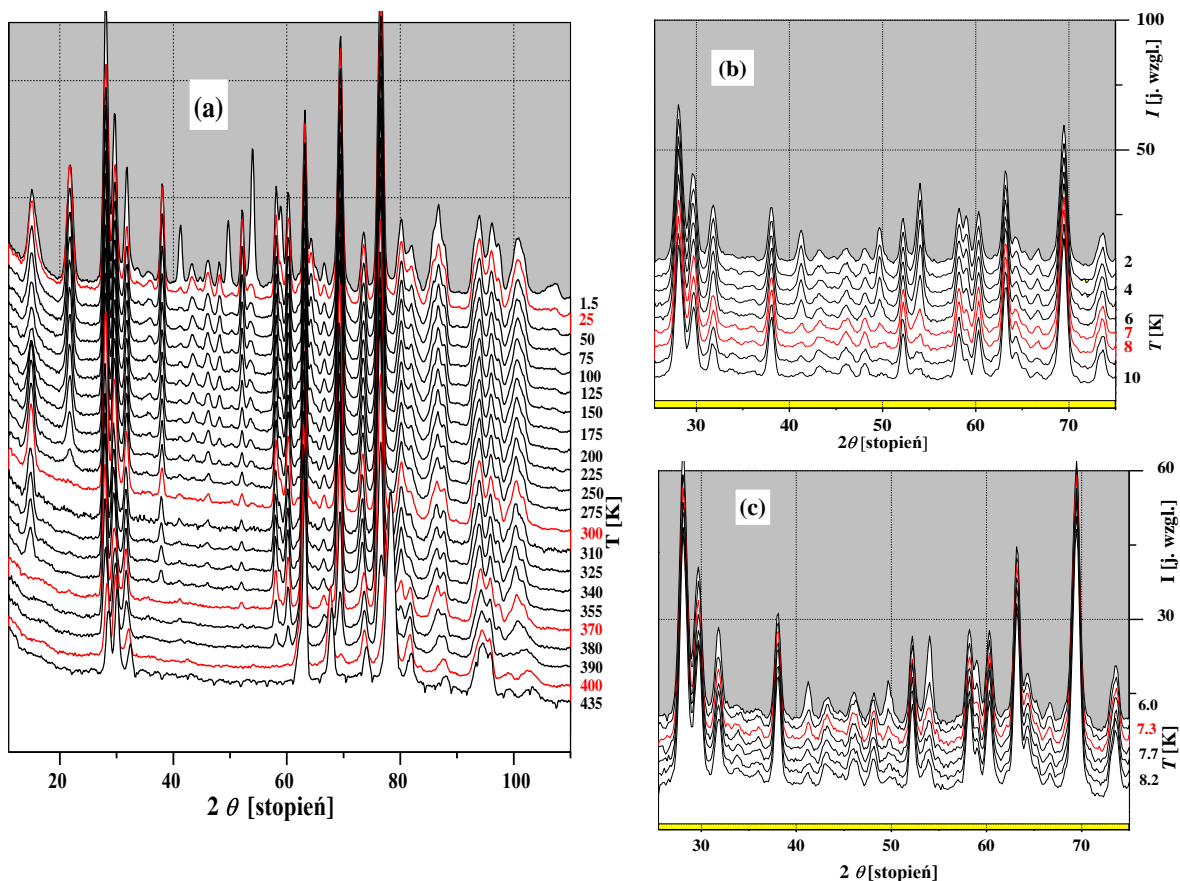 (a)
1.5
25
50
75
100
125
150
175
200
225
250
275
300
310
325
340
355
370
380
390
400
435
T [K]
20 40 60 80 100
2 θ [stopień]
(b)
100
50
I [j. wzgl.]
2
4
6
7
8
10
T [K]
30 40 50 60 70
2θ [stopień]
(c)
60
30
I [j. wzgl.]
6.0
7.3
7.7
8.2
T [K]
30 40 50 60 70
2 θ [stopień]